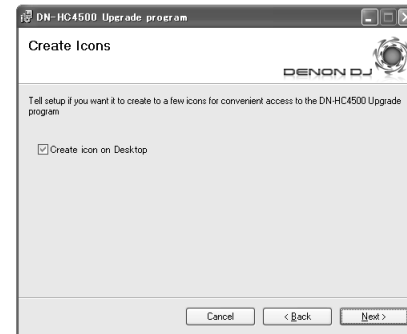 DN-HC4500 Upgrade program
Create Icons
DENON DJ
Tell setup if you want it to create to a few icons for convenient access to the DN-HC4500 Upgrade
program
Create icon on Desktop
Cancel < Back Next >